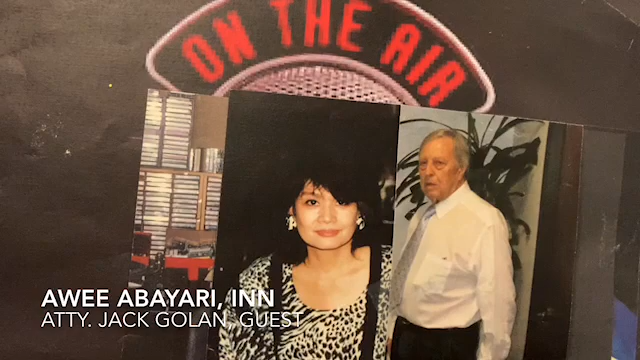 ON THE AIR
AWEE ABAYARI, INN
ATTY. JACK GOLAN, GUEST